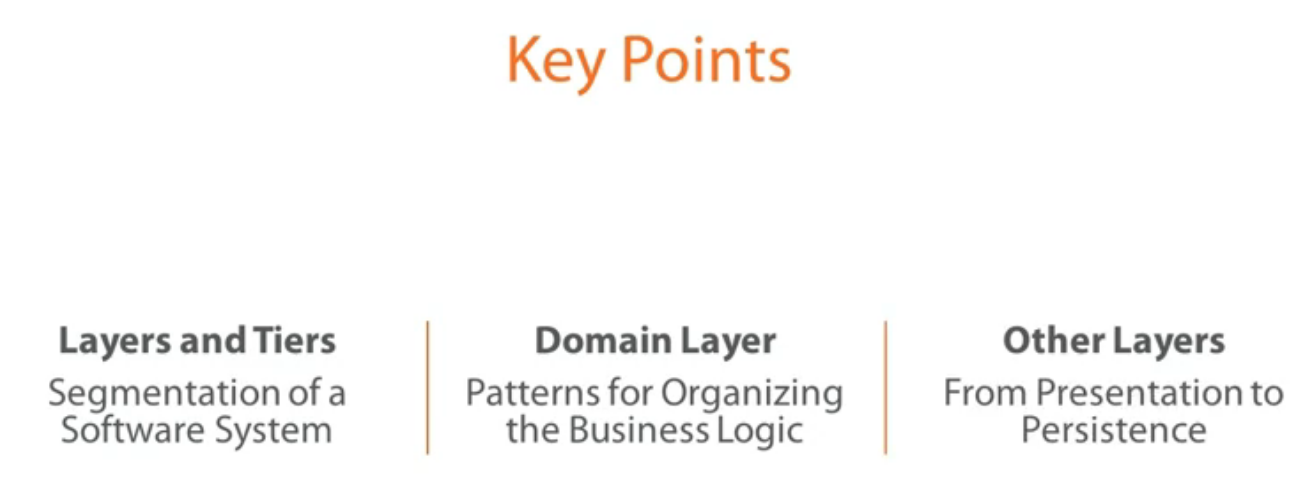 Key Points
Layers and Tiers
Segmentation of a
Software System
Domain Layer
Patterns for Organizing
the Business Logic
Other Layers
From Presentation to
Persistence